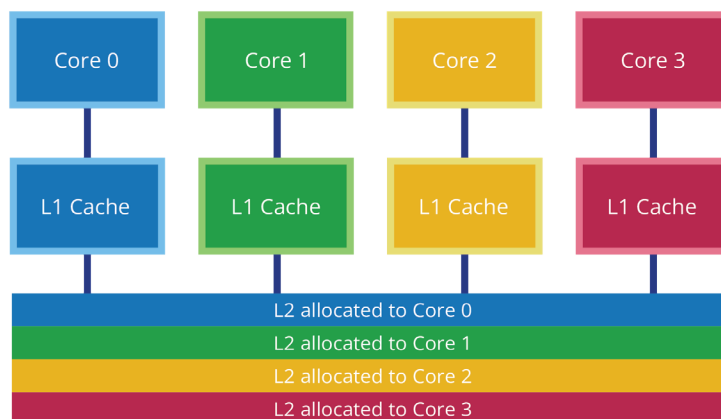 Core 0
Core 1
Core 2
Core 3
L1 Cache
L1 Cache
L1 Cache
L1 Cache
L2 allocated to Core 0
L2 allocated to Core 1
L2 allocated to Core 2
L2 allocated to Core 3